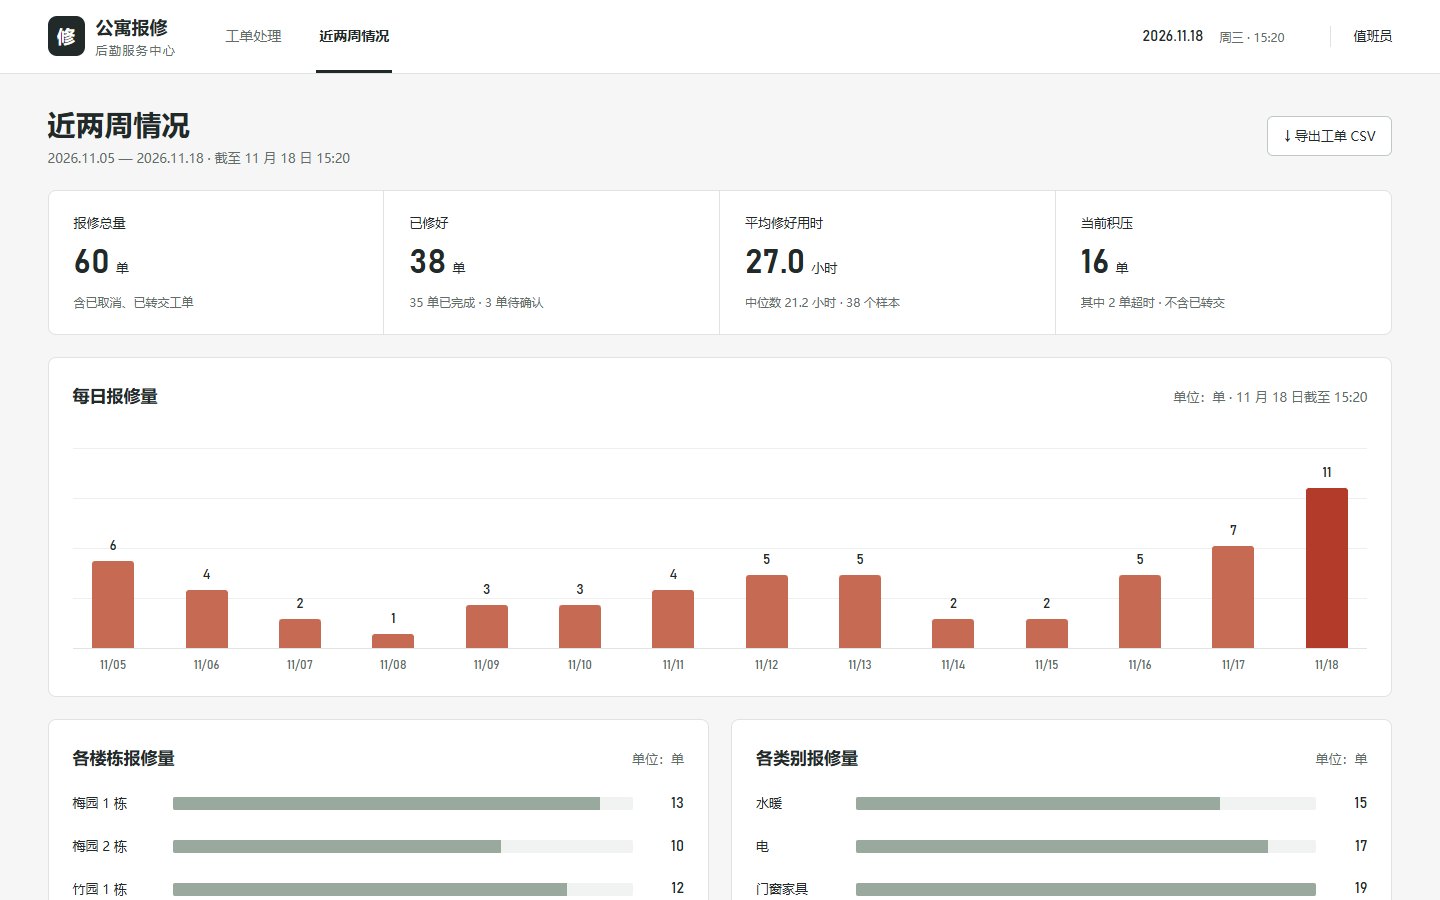 修
公寓报修
后勤服务中心
工单处理
近两周情况
2026.11.18 周三 · 15:20
值班员
近两周情况
2026.11.05 — 2026.11.18 · 截至 11 月 18 日 15:20
↓ 导出工单 CSV
报修总量
60 单
含已取消、已转交工单
已修好
38 单
35 单已完成 · 3 单待确认
平均修好用时
27.0 小时
中位数 21.2 小时 · 38 个样本
当前积压
16 单
其中 2 单超时 · 不含已转交
每日报修量
单位：单 · 11 月 18 日截至 15:20
6
4
2
1
3
3
4
5
5
2
2
5
7
11
11/05
11/06
11/07
11/08
11/09
11/10
11/11
11/12
11/13
11/14
11/15
11/16
11/17
11/18
各楼栋报修量
单位：单
梅园 1 栋 13
梅园 2 栋 10
竹园 1 栋 12
各类别报修量
单位：单
水暖 15
电 17
门窗家具 19